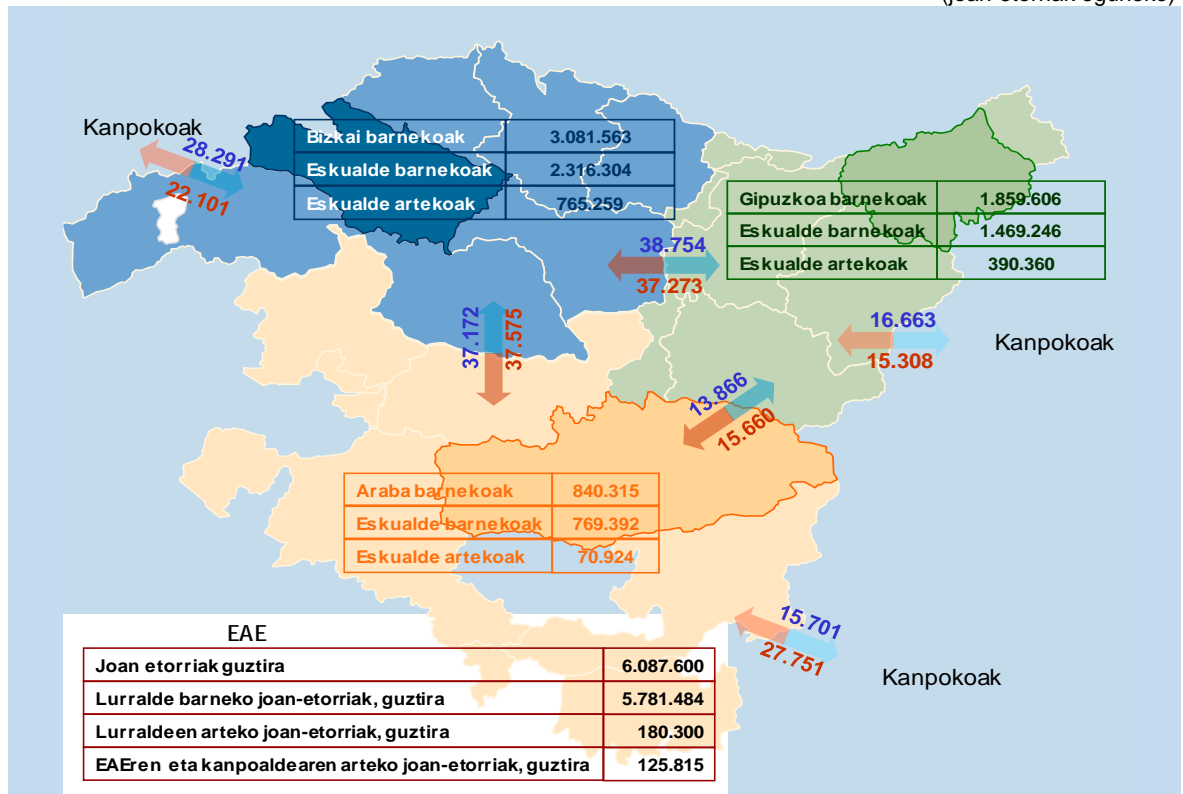 (joan-etorriak eguneko)
Kanpokoak
28.291
22.101
Bizkai barnekoak 3.081.563
Eskualde barnekoak 2.316.304
Eskualde artekoak 765.259
Gipuzkoa barnekoak 1.859.606
Eskualde barnekoak 1.469.246
Eskualde artekoak 390.360
38.754
37.273
37.172
37.575
16.663
15.308
Kanpokoak
13.866
15.660
Araba barnekoak 840.315
Eskualde barnekoak 769.392
Eskualde artekoak 70.924
15.701
27.751
Kanpokoak
EAE
Joan etorriak guztira 6.087.600
Lurralde barneko joan-etorriak, guztira 5.781.484
Lurraldeen arteko joan-etorriak, guztira 180.300
EAEren eta kanpoaldearen arteko joan-etorriak, guztira 125.815